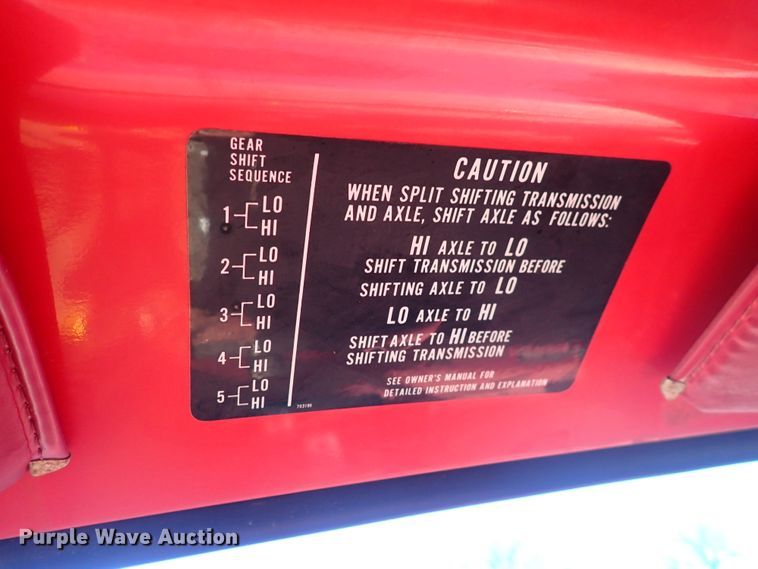 GEAR
SHIFT
SEQUENCE
1 LO
HI
2 LO
HI
3 LO
HI
4 LO
HI
5 LO
HI
CAUTION
WHEN SPLIT SHIFTING TRANSMISSION
AND AXLE, SHIFT AXLE AS FOLLOWS:
HI AXLE TO LO
SHIFT TRANSMISSION BEFORE
SHIFTING AXLE TO LO
LO AXLE TO HI
SHIFT AXLE TO HI BEFORE
SHIFTING TRANSMISSION
SEE OWNER'S MANUAL FOR
DETAILED INSTRUCTION AND EXPLANATION
Purple Wave Auction